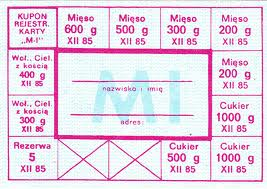 KUPON
REJESTR.
KARTY
„M-I"
Mięso
600 g
XII 85
Mięso
500 g
XII 85
Mięso
300 g
XII 85
Mięso
200 g
XII 85
Woł., Ciel.
z kością
400 g
XII 85
MI
nazwisko i imię
adres:
Mięso
200 g
XII 85
Woł., Ciel.
z kością
300 g
XII 85
Cukier
1000 g
XII 85
Rezerwa
5
XII 85
Cukier
500 g
XII 85
Cukier
1000 g
XII 85